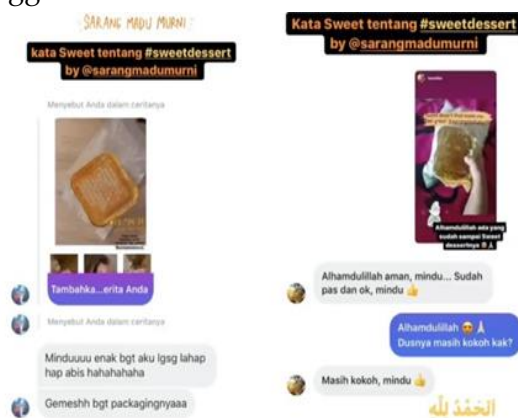 gg
SARANG MADU MURNI
kata Sweet tentang #sweetdessert
by @sarangmadumurni
Menyebut Anda dalam ceritanya
Tambahka...erita Anda
Menyebut Anda dalam ceritanya
Minduuuu enak bgt aku lgsg lahap
hap abis hahahahaha
Gemeshh bgt packagingnyaaa
Kata Sweet tentang #sweetdessert
by @sarangmadumurni
Alhamdulillah ada yang
sudah sampai Sweet
dessertnya
Alhamdulillah aman, mindu... Sudah
pas dan ok, mindu 👍
Alhamdulillah 😍 🙏
Dusnya masih kokoh kak?
Masih kokoh, mindu 👍
الحمد لله